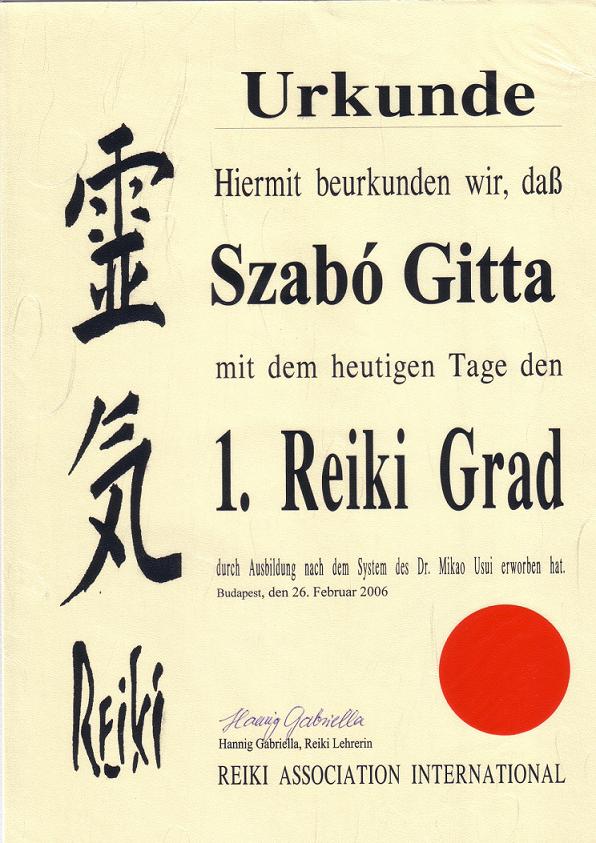 Urkunde
Hiermit beurkunden wir, daß
Szabó Gitta
mit dem heutigen Tage den
1. Reiki Grad
durch Ausbildung nach dem System des Dr. Mikao Usui erworben hat.
Budapest, den 26. Februar 2006
Hannig Gabriella
Hannig Gabriella, Reiki Lehrerin
REIKI ASSOCIATION INTERNATIONAL
靈
気
Reiki